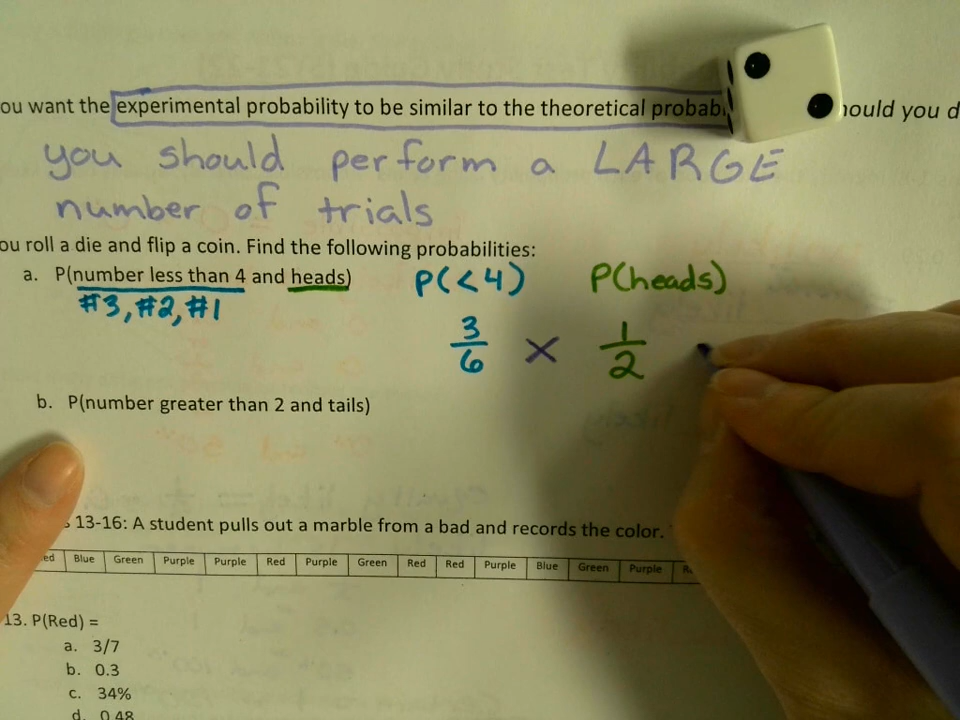 ou want the experimental probability to be similar to the theoretical probab hould you d
you should perform a LARGE
number of trials
ou roll a die and flip a coin. Find the following probabilities:
a. P(number less than 4 and heads) P(<4) P(heads)
#3, #2, #1
3/6 × 1/2
b. P(number greater than 2 and tails)
s 13-16: A student pulls out a marble from a bad and records the color.
ed Blue Green Purple Purple Red Purple Green Red Red Purple Blue Green Purple R
13. P(Red) =
a. 3/7
b. 0.3
c. 34%
d. 0.48